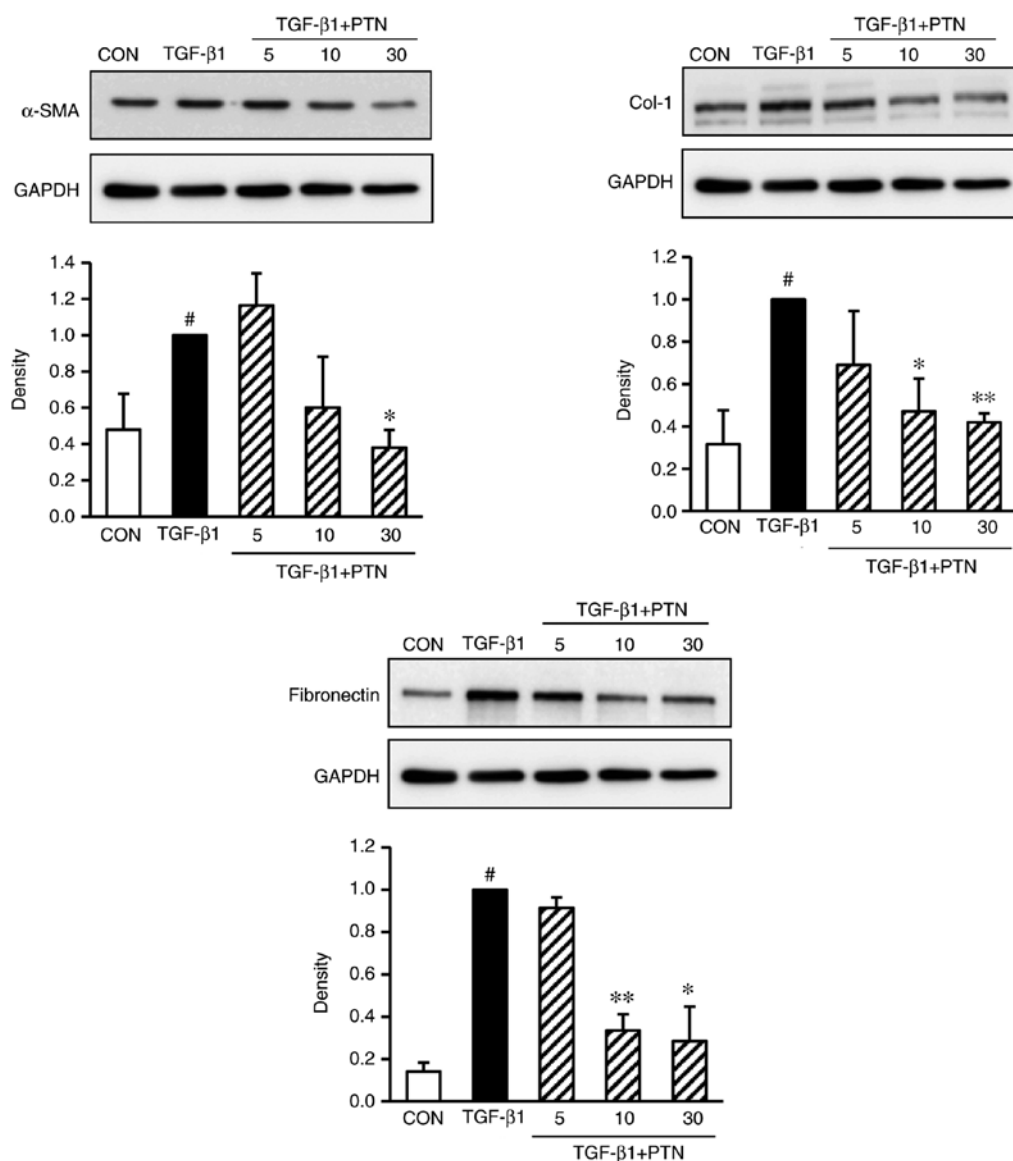 TGF-β1+PTN
CON TGF-β1 5 10 30
α-SMA
GAPDH
1.4
1.2
1.0
0.8
0.6
0.4
0.2
0.0
Density
#
*
CON TGF-β1 5 10 30
TGF-β1+PTN
TGF-β1+PTN
CON TGF-β1 5 10 30
Col-1
GAPDH
1.2
1.0
0.8
0.6
0.4
0.2
0.0
Density
#
*
**
CON TGF-β1 5 10 30
TGF-β1+PTN
TGF-β1+PTN
CON TGF-β1 5 10 30
Fibronectin
GAPDH
1.2
1.0
0.8
0.6
0.4
0.2
0.0
Density
#
**
*
CON TGF-β1 5 10 30
TGF-β1+PTN